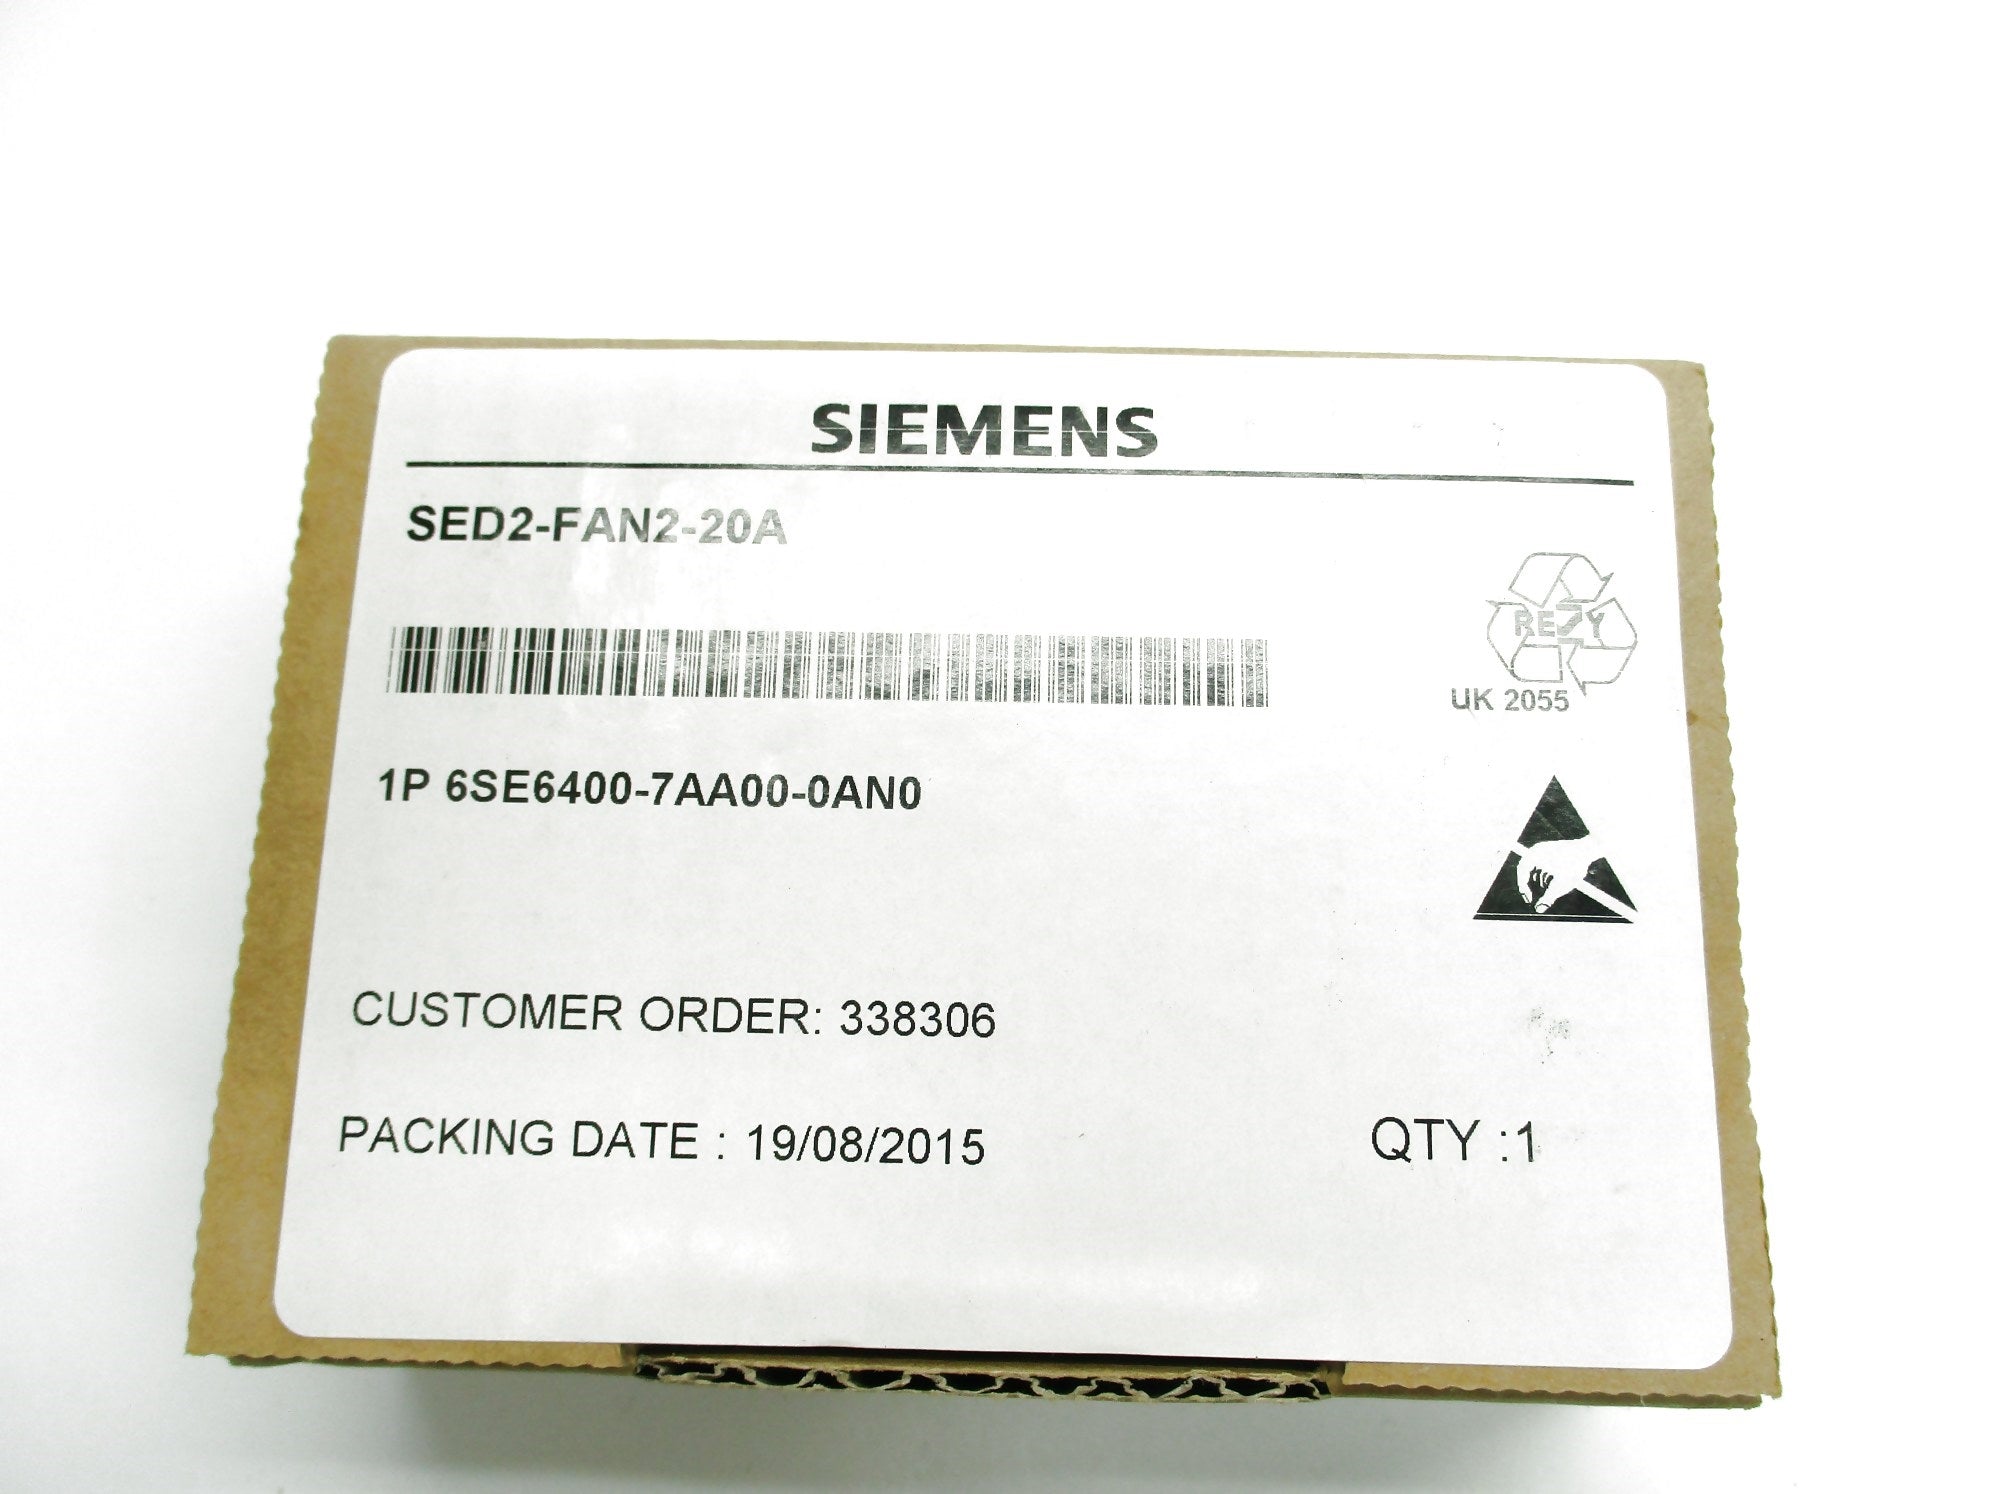 SIEMENS
SED2-FAN2-20A
REZY
UK 2055
1P 6SE6400-7AA00-0AN0
CUSTOMER ORDER: 338306
PACKING DATE : 19/08/2015 QTY :1